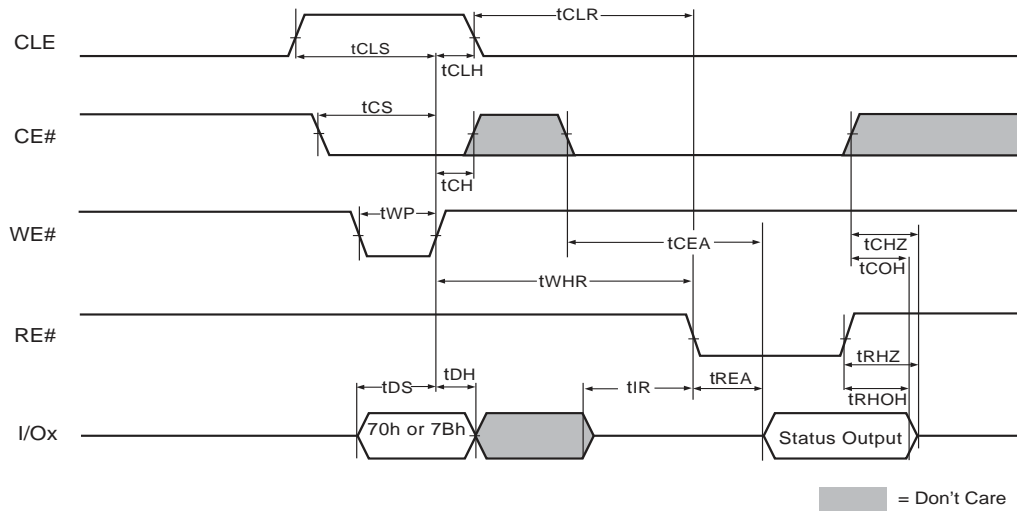 tCLR
CLE
tCLS
tCLH
tCS
CE#
tCH
tWP
WE#
tCEA
tCHZ
tCOH
tWHR
RE#
tRHZ
tDS
tDH
tIR
tREA
tRHOH
I/Ox
70h or 7Bh
Status Output
= Don't Care